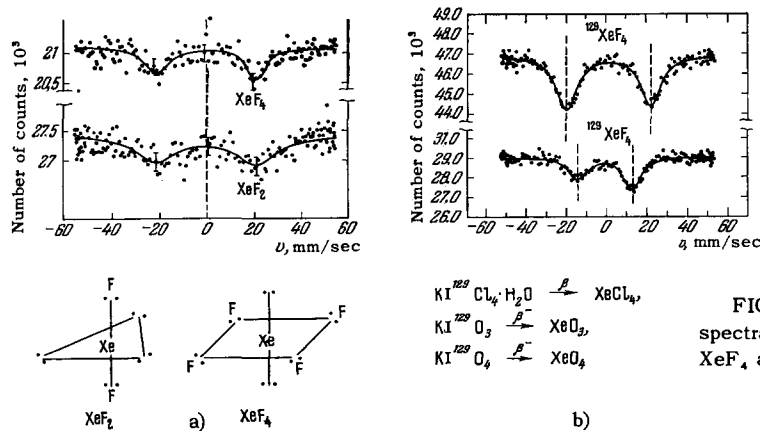 Number of counts, 10³
21
20.5
XeF₄
27.5
27
XeF₂
-60 -40 -20 0 20 40 60
υ, mm/sec
F
Xe
F
XeF₂
F F
Xe
F F
XeF₄
a)
Number of counts, 10³
49.0
48.0
47.0
46.0
45.0
44.0
¹²⁹XeF₄
31.0
30.0
29.0
28.0
27.0
26.0
¹²⁹XeF₄
-60 -40 -20 0 20 40 60
υ, mm/sec
KI¹²⁹Cl₄·H₂O β→ XeCl₄,
KI¹²⁹O₃ β⁻→ XeO₃,
KI¹²⁹O₄ β⁻→ XeO₄
b)
FIG
spectra
XeF₄ a